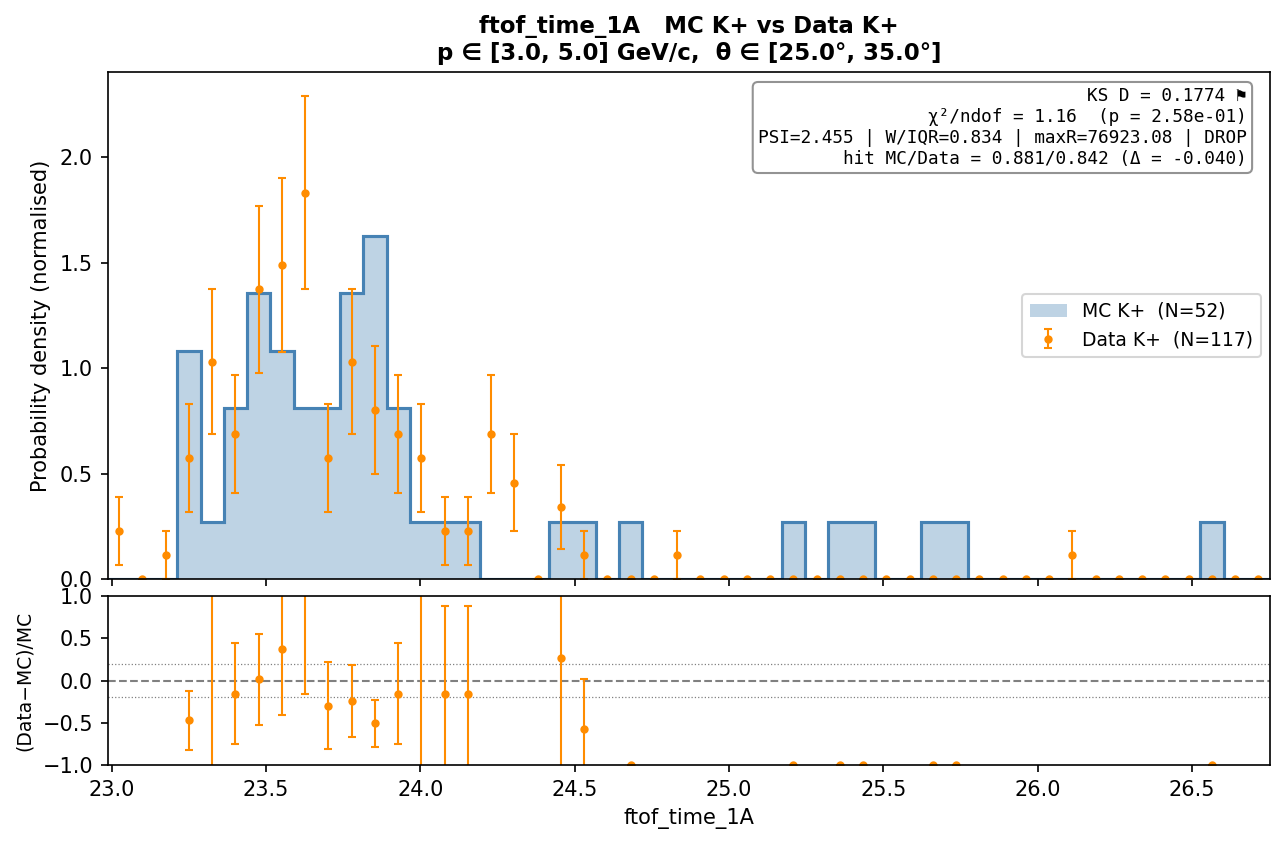 ftof_time_1A   MC K+ vs Data K+
p ∈ [3.0, 5.0] GeV/c,  θ ∈ [25.0°, 35.0°]
KS D = 0.1774 ⚑
χ²/ndof = 1.16  (p = 2.58e-01)
PSI=2.455 | W/IQR=0.834 | maxR=76923.08 | DROP
hit MC/Data = 0.881/0.842 (Δ = -0.040)
MC K+  (N=52)
Data K+  (N=117)
Probability density (normalised)
2.0
1.5
1.0
0.5
0.0
(Data−MC)/MC
1.0
0.5
0.0
−0.5
−1.0
23.0
23.5
24.0
24.5
25.0
25.5
26.0
26.5
ftof_time_1A